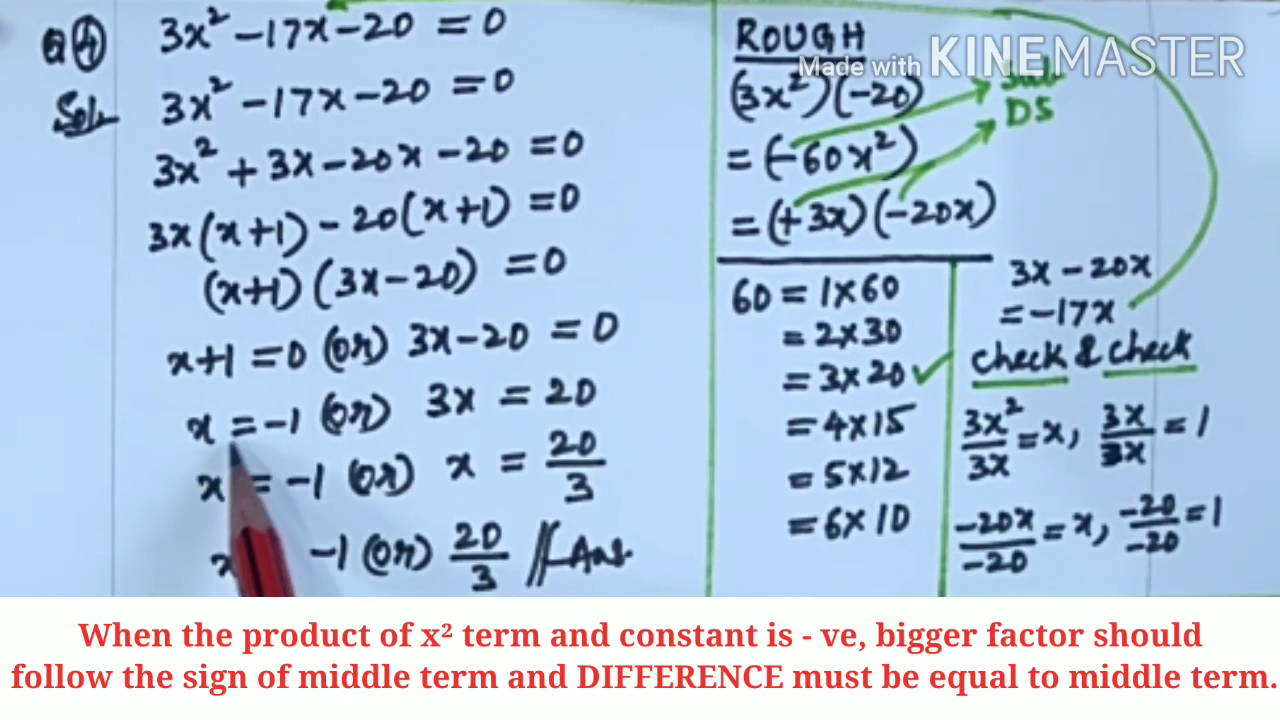 Q④ 3x² - 17x - 20 = 0
Sol. 3x² - 17x - 20 = 0
3x² + 3x - 20x - 20 = 0
3x(x+1) - 20(x+1) = 0
(x+1)(3x-20) = 0
x+1 = 0 (or) 3x-20 = 0
x = -1 (or) 3x = 20
x = -1 (or) x = 20/3
x -1 (or) 20/3 // Ans.
ROUGH
Made with KINEMASTER
(3x²)(-20)
DS
= (-60x²)
= (+3x)(-20x)
60 = 1×60
= 2×30
= 3×20 ✓
= 4×15
= 5×12
= 6×10
3x - 20x
= -17x
check & check
3x²/3x = x, 3x/3x = 1
-20x/-20 = x, -20/-20 = 1
When the product of x² term and constant is - ve, bigger factor should
follow the sign of middle term and DIFFERENCE must be equal to middle term.